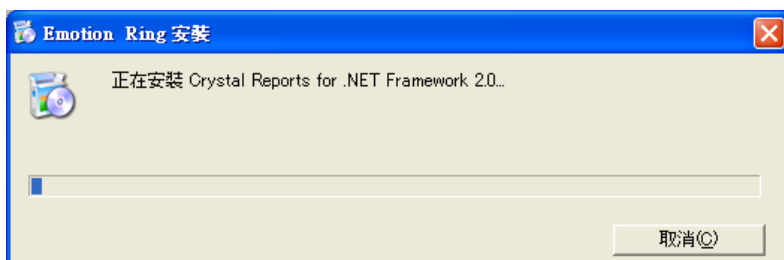 Emotion Ring 安裝
正在安裝 Crystal Reports for .NET Framework 2.0...
取消(C)